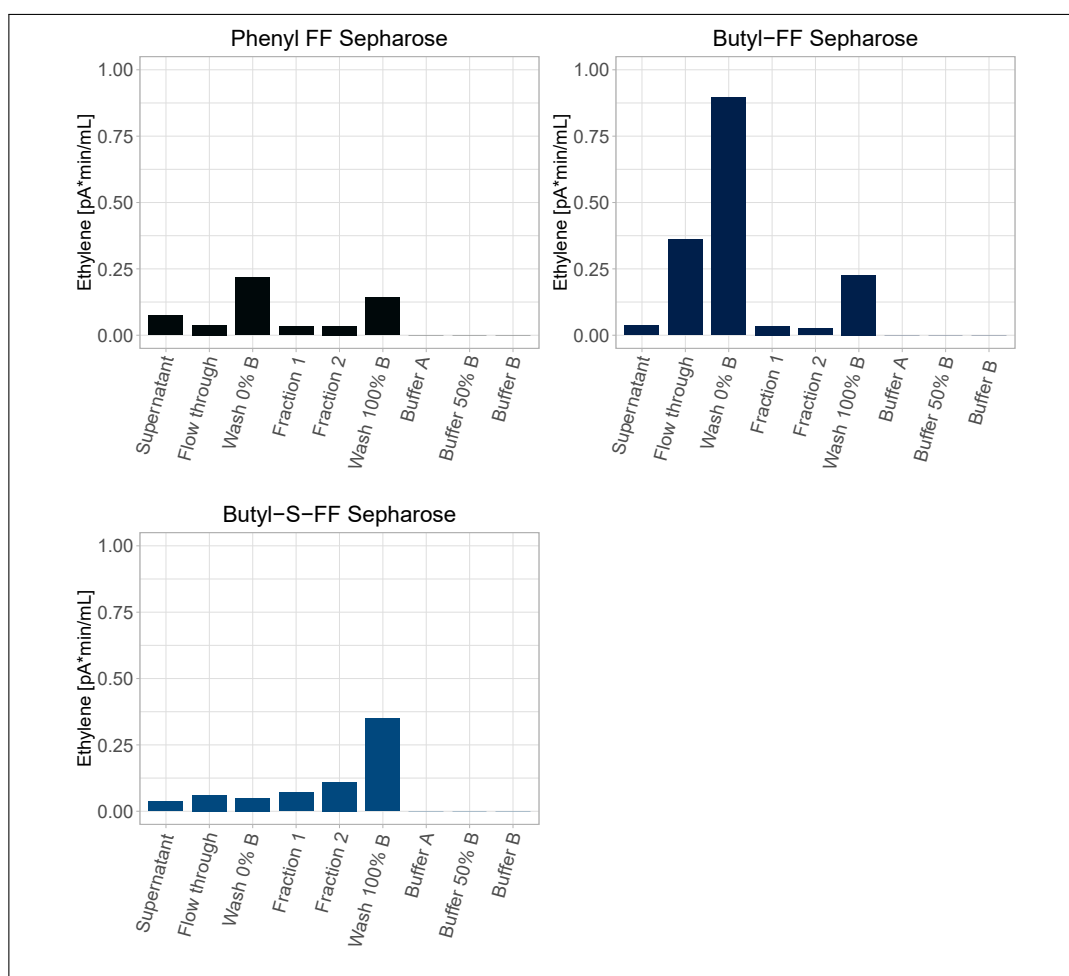 Phenyl FF Sepharose
Ethylene [pA*min/mL]
1.00
0.75
0.50
0.25
0.00
Supernatant
Flow through
Wash 0% B
Fraction 1
Fraction 2
Wash 100% B
Buffer A
Buffer 50% B
Buffer B
Butyl−FF Sepharose
Ethylene [pA*min/mL]
1.00
0.75
0.50
0.25
0.00
Supernatant
Flow through
Wash 0% B
Fraction 1
Fraction 2
Wash 100% B
Buffer A
Buffer 50% B
Buffer B
Butyl−S−FF Sepharose
Ethylene [pA*min/mL]
1.00
0.75
0.50
0.25
0.00
Supernatant
Flow through
Wash 0% B
Fraction 1
Fraction 2
Wash 100% B
Buffer A
Buffer 50% B
Buffer B